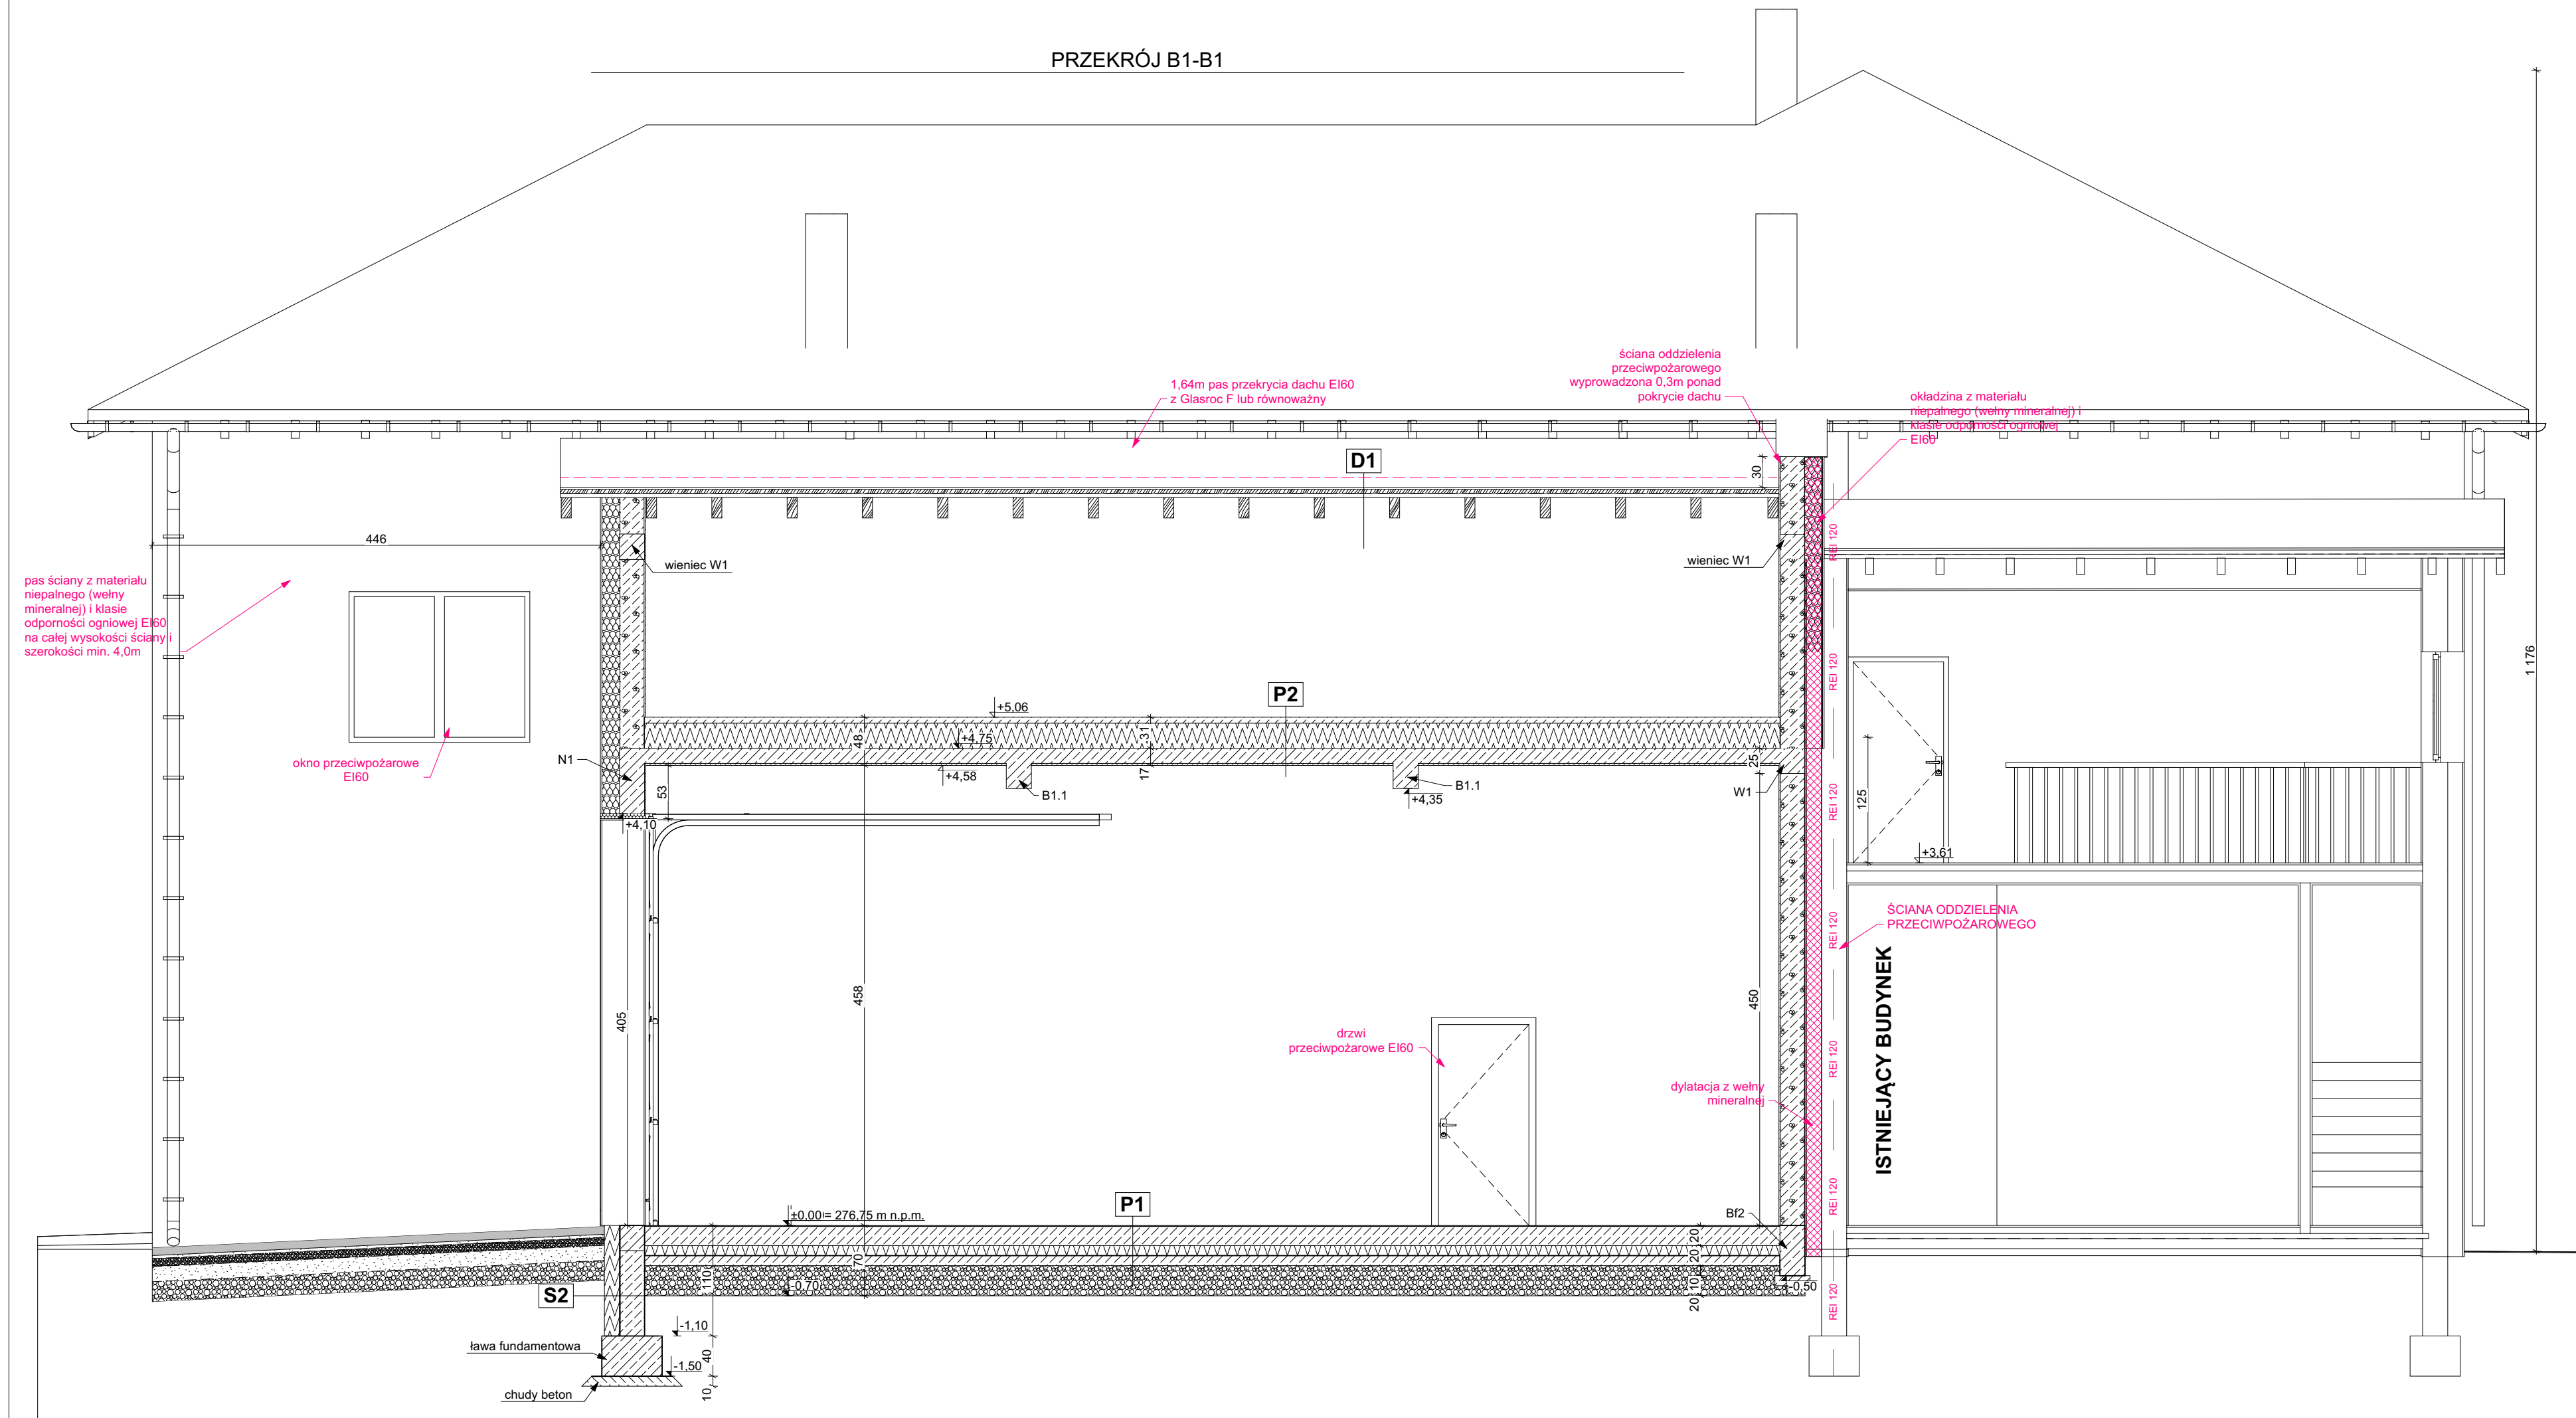 PRZEKRÓJ B1-B1
ściana oddzielenia
przeciwpożarowego
wyprowadzona 0,3m ponad
pokrycie dachu
1,64m pas przekrycia dachu EI60
z Glasroc F lub równoważny
okładzina z materiału
niepalnego (wełny mineralnej) i
klasie odporności ogniowej
EI60
D1
30
446
REI 120
wieniec W1
wieniec W1
pas ściany z materiału
niepalnego (wełny
mineralnej) i klasie
odporności ogniowej EI60
na całej wysokości ściany i
szerokości min. 4,0m
1 176
REI 120
P2
+5,06
48
+4,75
31
N1
okno przeciwpożarowe
EI60
+4,58
17
25
B1.1
B1.1
W1
+4,35
53
125
REI 120
+4,10
+3,61
ŚCIANA ODDZIELENIA
PRZECIWPOŻAROWEGO
REI 120
405
458
450
ISTNIEJĄCY BUDYNEK
drzwi
przeciwpożarowe EI60
REI 120
dylatacja z wełny
mineralnej
P1
REI 120
±0,00= 276,75 m n.p.m.
Bf2
20
20
10
20
70
110
-0,70
-0,50
S2
REI 120
-1,10
ława fundamentowa
40
-1,50
chudy beton
10